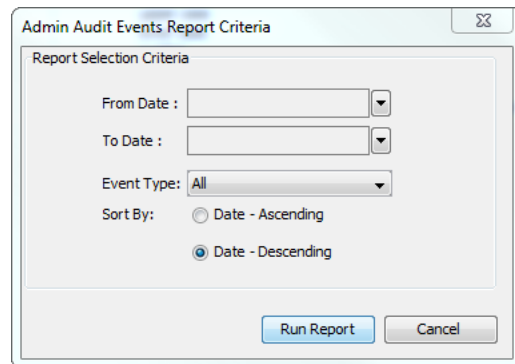 Admin Audit Events Report Criteria
Report Selection Criteria
From Date :
To Date :
Event Type: All
Sort By: Date - Ascending
Date - Descending
Run Report Cancel